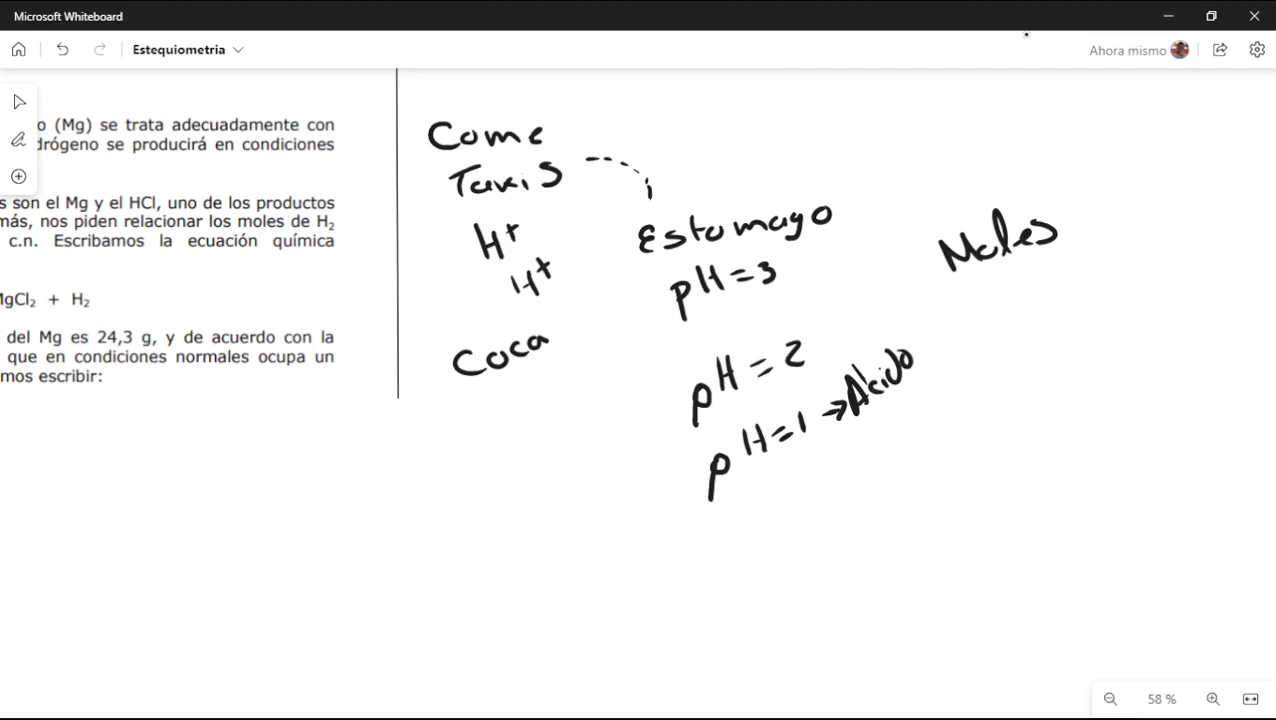 Microsoft Whiteboard
Estequiometria
Ahora mismo
o (Mg) se trata adecuadamente con
drógeno se producirá en condiciones
s son el Mg y el HCl, uno de los productos
más, nos piden relacionar los moles de H₂
c.n. Escribamos la ecuación química
MgCl₂ + H₂
del Mg es 24,3 g, y de acuerdo con la
que en condiciones normales ocupa un
mos escribir:
Come
Taxis
H⁺
H⁺
Coca
Estomago
pH=3
pH=2
pH=1 →Ácido
Moles
58 %